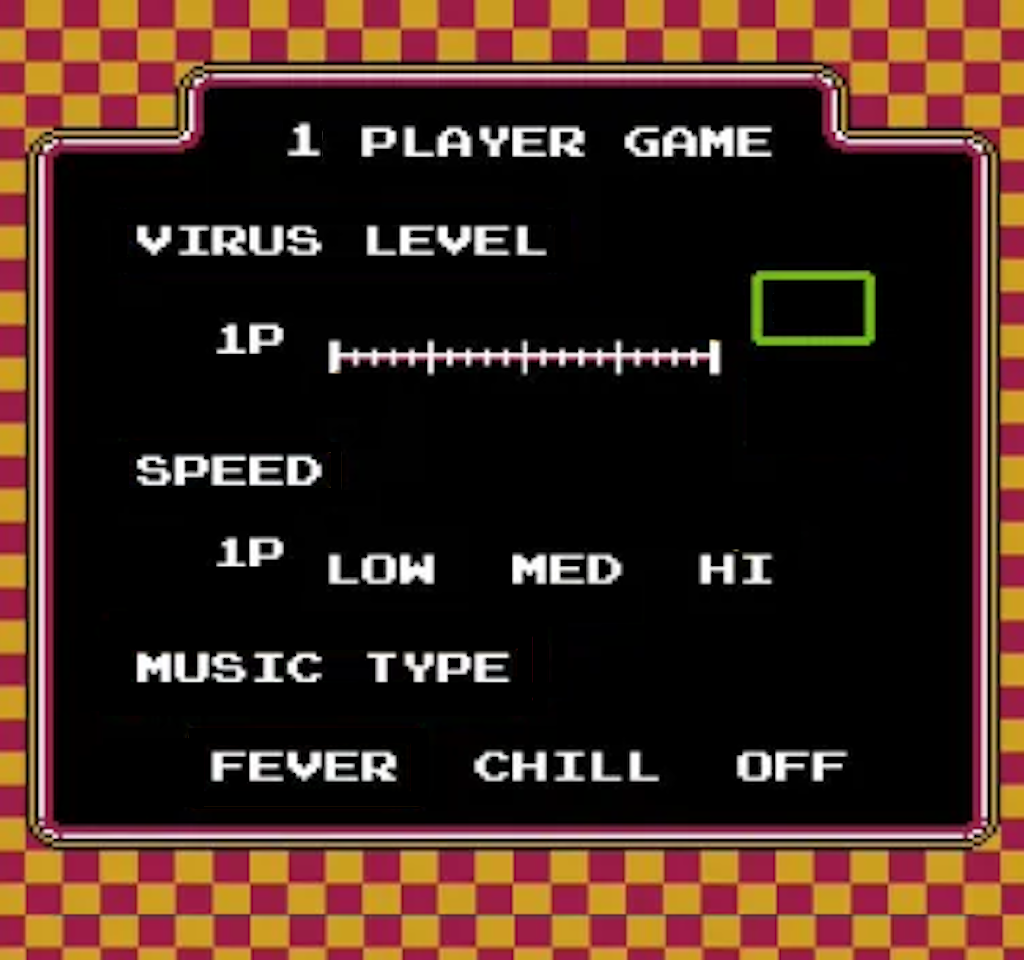 1 PLAYER GAME
VIRUS LEVEL
1P
SPEED
1P LOW MED HI
MUSIC TYPE
FEVER CHILL OFF